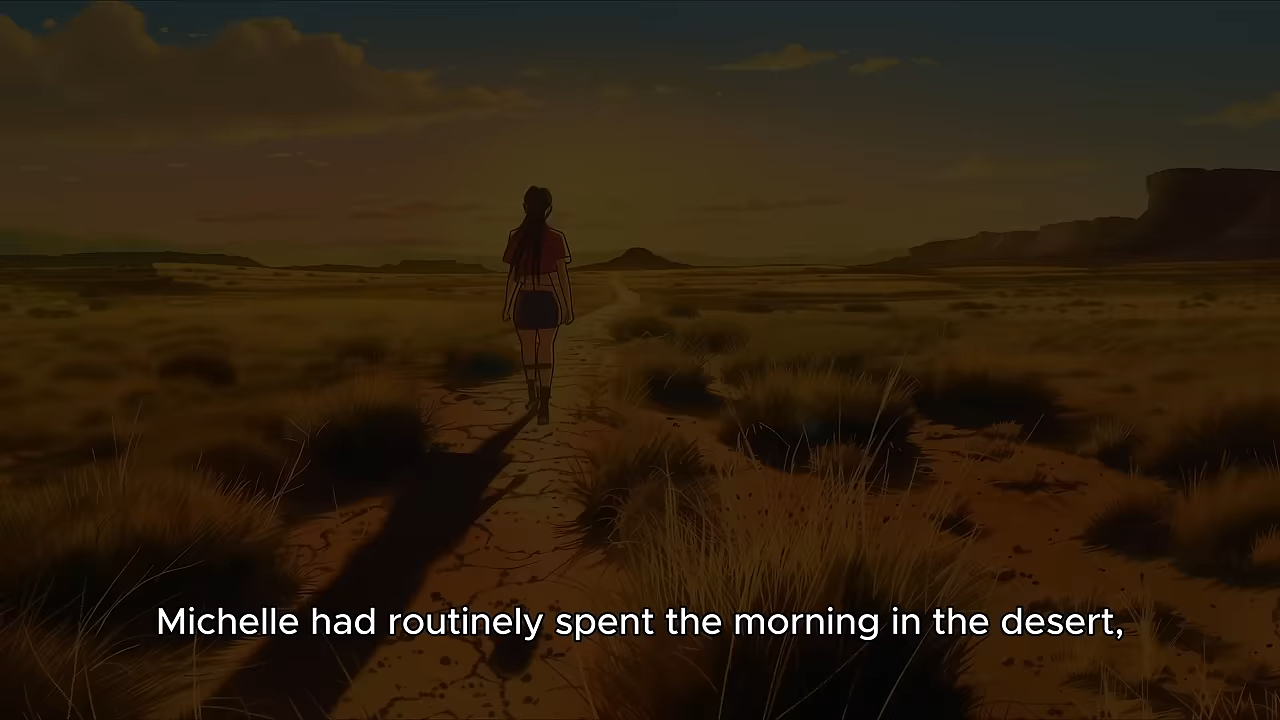 Michelle had routinely spent the morning in the desert,